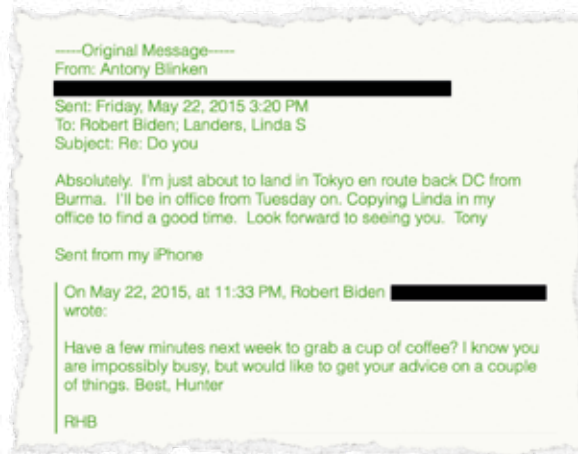 -----Original Message-----
From: Antony Blinken
Sent: Friday, May 22, 2015 3:20 PM
To: Robert Biden; Landers, Linda S
Subject: Re: Do you
Absolutely.  I'm just about to land in Tokyo en route back DC from
Burma.  I'll be in office from Tuesday on. Copying Linda in my
office to find a good time.  Look forward to seeing you.  Tony
Sent from my iPhone
On May 22, 2015, at 11:33 PM, Robert Biden
wrote:
Have a few minutes next week to grab a cup of coffee? I know you
are impossibly busy, but would like to get your advice on a couple
of things. Best, Hunter
RHB